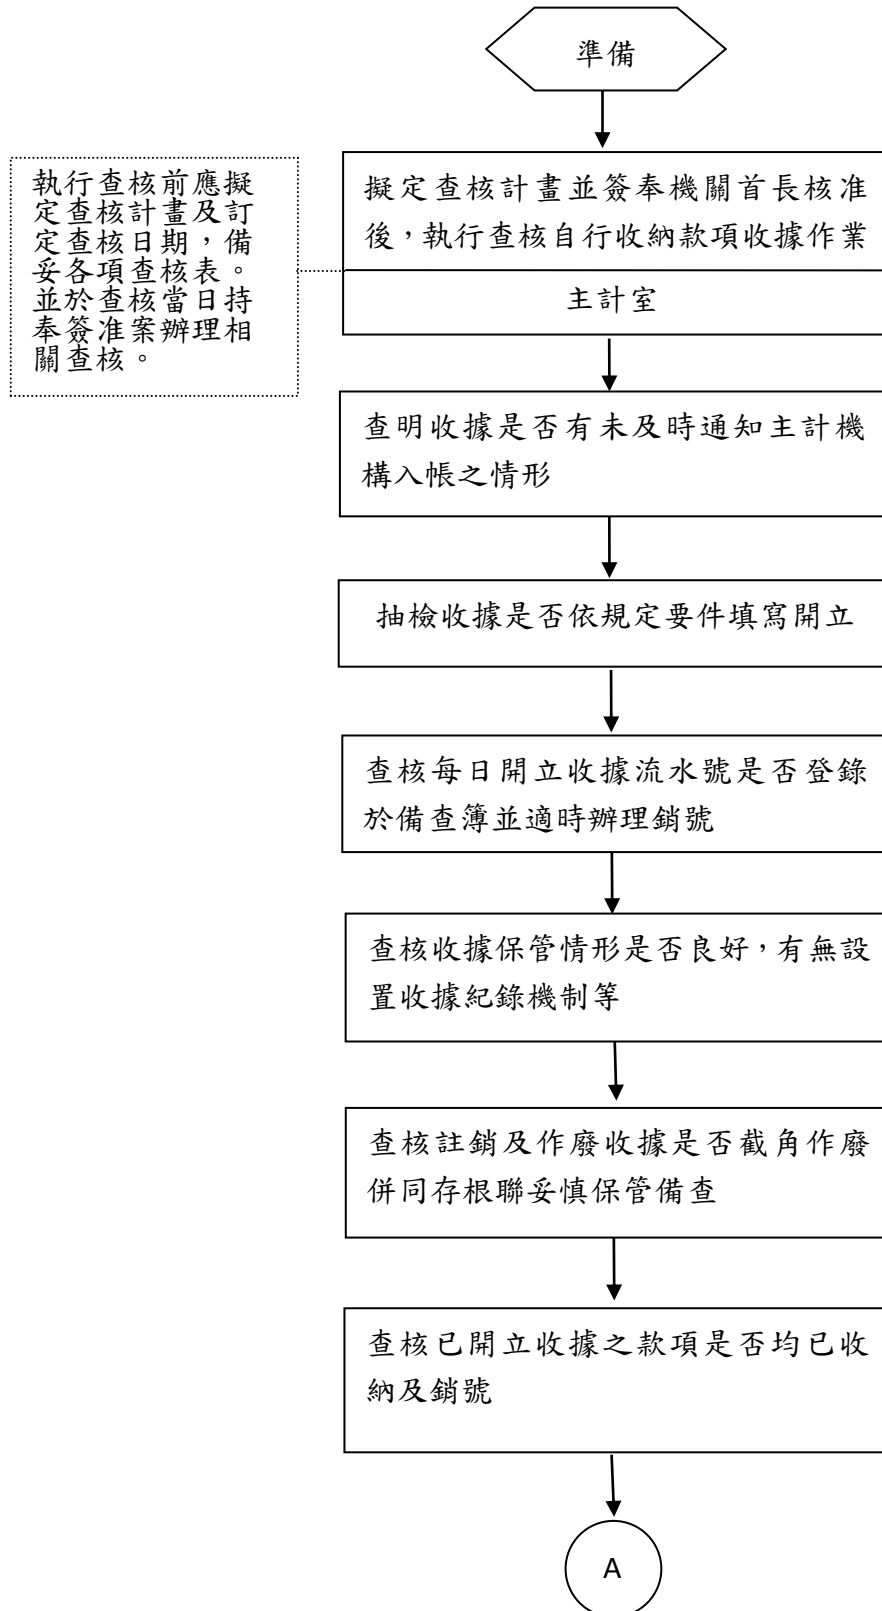 準備
執行查核前應擬
定查核計畫及訂
定查核日期，備
妥各項查核表。
並於查核當日持
奉簽准案辦理相
關查核。
擬定查核計畫並簽奉機關首長核准
後，執行查核自行收納款項收據作業
主計室
查明收據是否有未及時通知主計機
構入帳之情形
抽檢收據是否依規定要件填寫開立
查核每日開立收據流水號是否登錄
於備查簿並適時辦理銷號
查核收據保管情形是否良好，有無設
置收據紀錄機制等
查核註銷及作廢收據是否截角作廢
併同存根聯妥慎保管備查
查核已開立收據之款項是否均已收
納及銷號
A